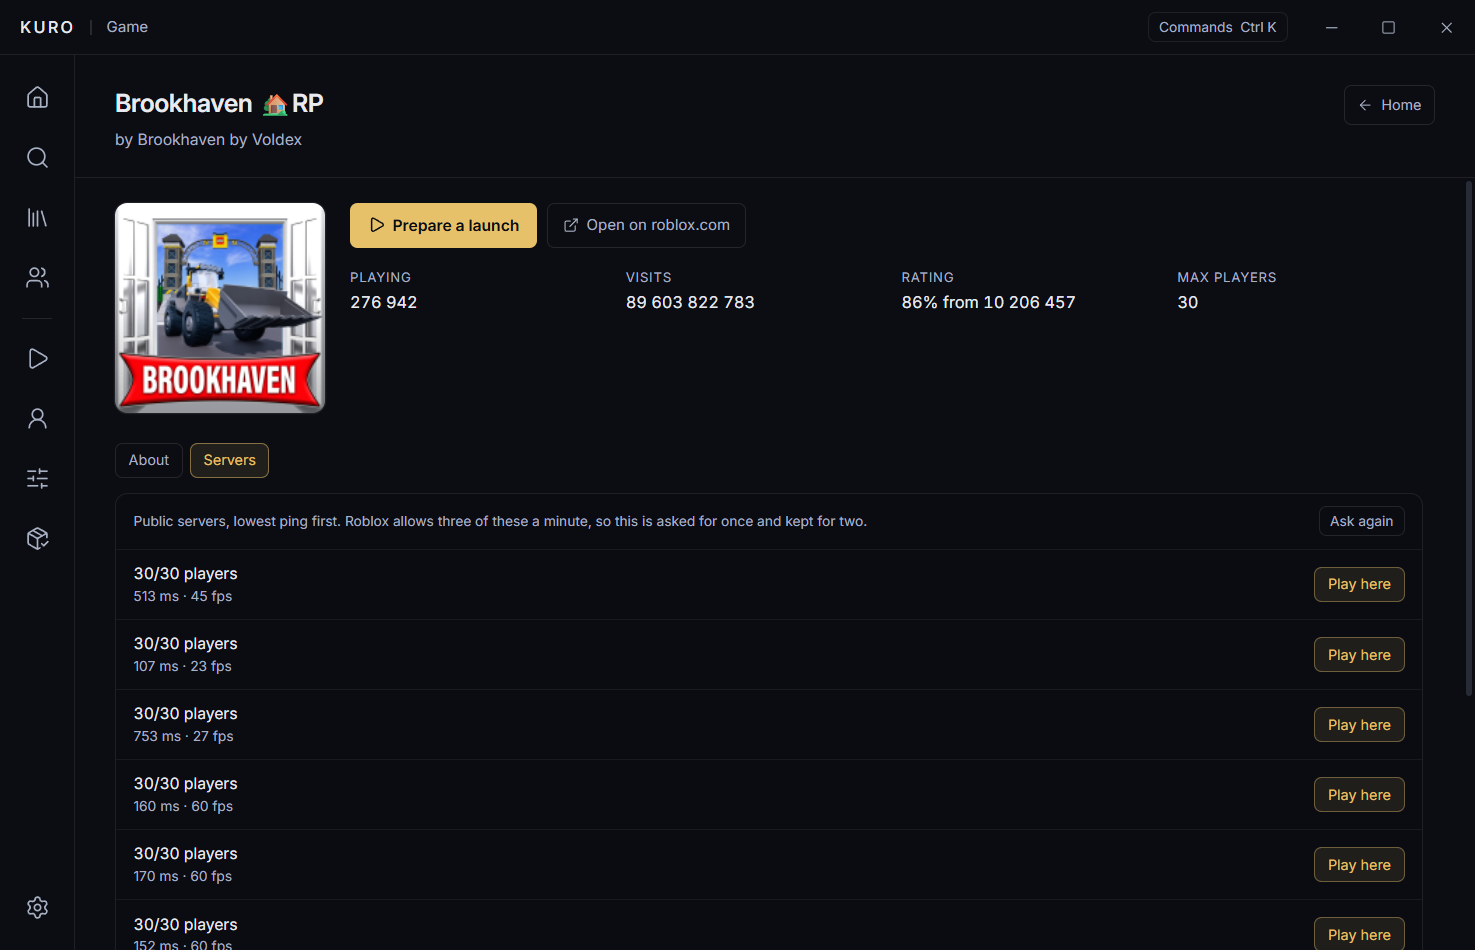 KURO | Game
Commands Ctrl K
Brookhaven 🏡RP
by Brookhaven by Voldex
Home
BROOKHAVEN
Prepare a launch
Open on roblox.com
PLAYING
276 942
VISITS
89 603 822 783
RATING
86% from 10 206 457
MAX PLAYERS
30
About
Servers
Public servers, lowest ping first. Roblox allows three of these a minute, so this is asked for once and kept for two.
Ask again
30/30 players
513 ms · 45 fps
Play here
30/30 players
107 ms · 23 fps
Play here
30/30 players
753 ms · 27 fps
Play here
30/30 players
160 ms · 60 fps
Play here
30/30 players
170 ms · 60 fps
Play here
30/30 players
152 ms · 60 fps
Play here